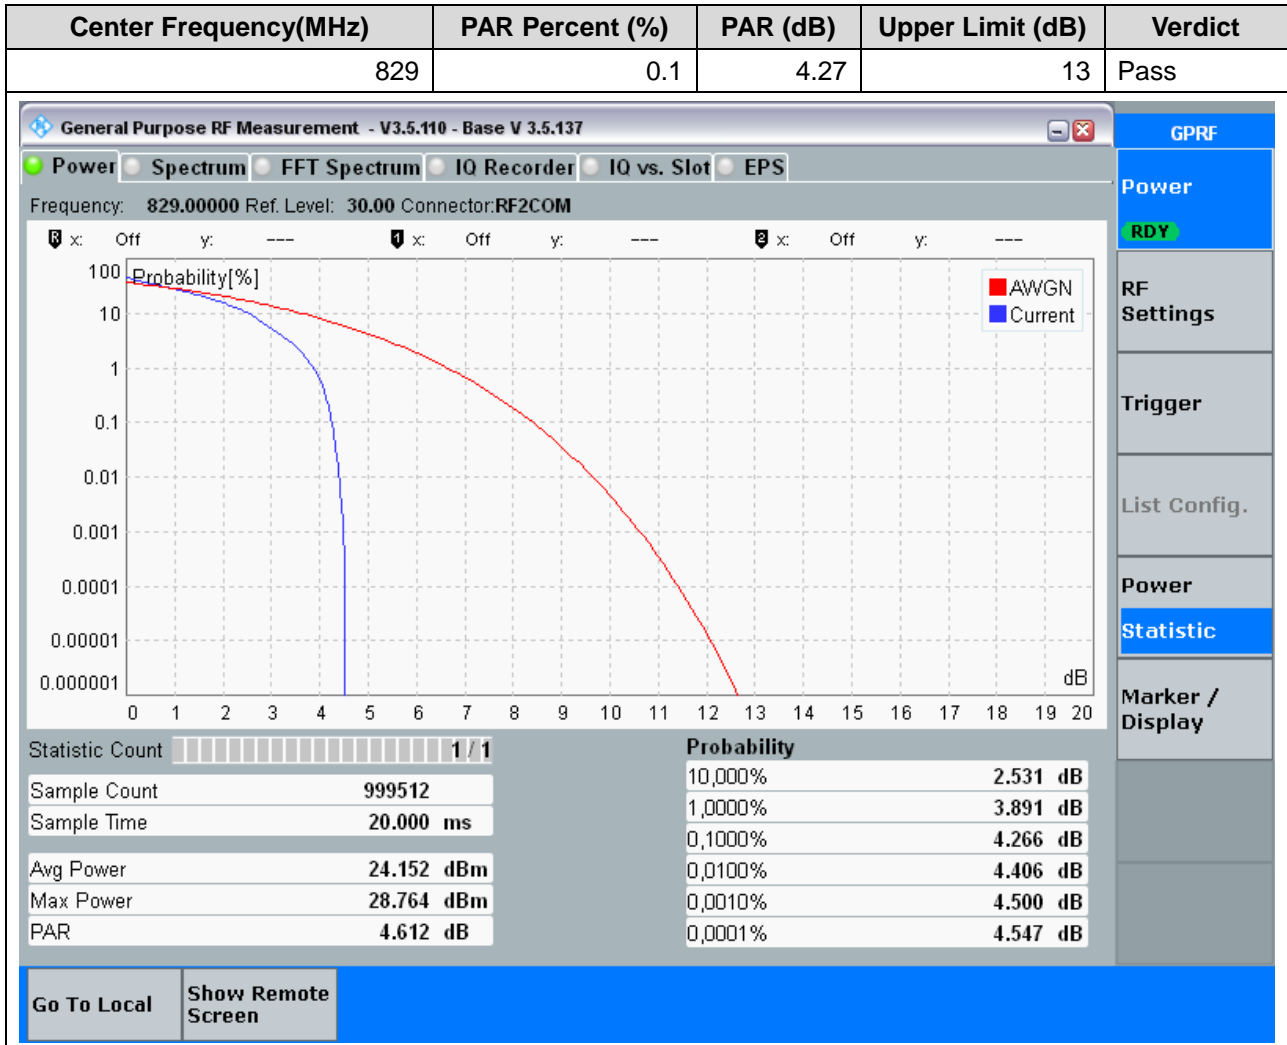 Center Frequency(MHz) PAR Percent (%) PAR (dB) Upper Limit (dB) Verdict
829 0.1 4.27 13 Pass
General Purpose RF Measurement - V3.5.110 - Base V 3.5.137
GPRF
Power Spectrum FFT Spectrum IQ Recorder IQ vs. Slot EPS
Power
RDY
Frequency: 829.00000 Ref. Level: 30.00 Connector:RF2COM
R x: Off y: --- 1 x: Off y: --- 2 x: Off y: ---
100 Probability[%]
AWGN
Current
10
1
0.1
0.01
0.001
0.0001
0.00001
0.000001
dB
0 1 2 3 4 5 6 7 8 9 10 11 12 13 14 15 16 17 18 19 20
RF
Settings
Trigger
List Config.
Power
Statistic
Marker /
Display
Statistic Count 1 / 1
Sample Count 999512
Sample Time 20.000 ms
Avg Power 24.152 dBm
Max Power 28.764 dBm
PAR 4.612 dB
Probability
10,000% 2.531 dB
1,0000% 3.891 dB
0,1000% 4.266 dB
0,0100% 4.406 dB
0,0010% 4.500 dB
0,0001% 4.547 dB
Go To Local
Show Remote
Screen